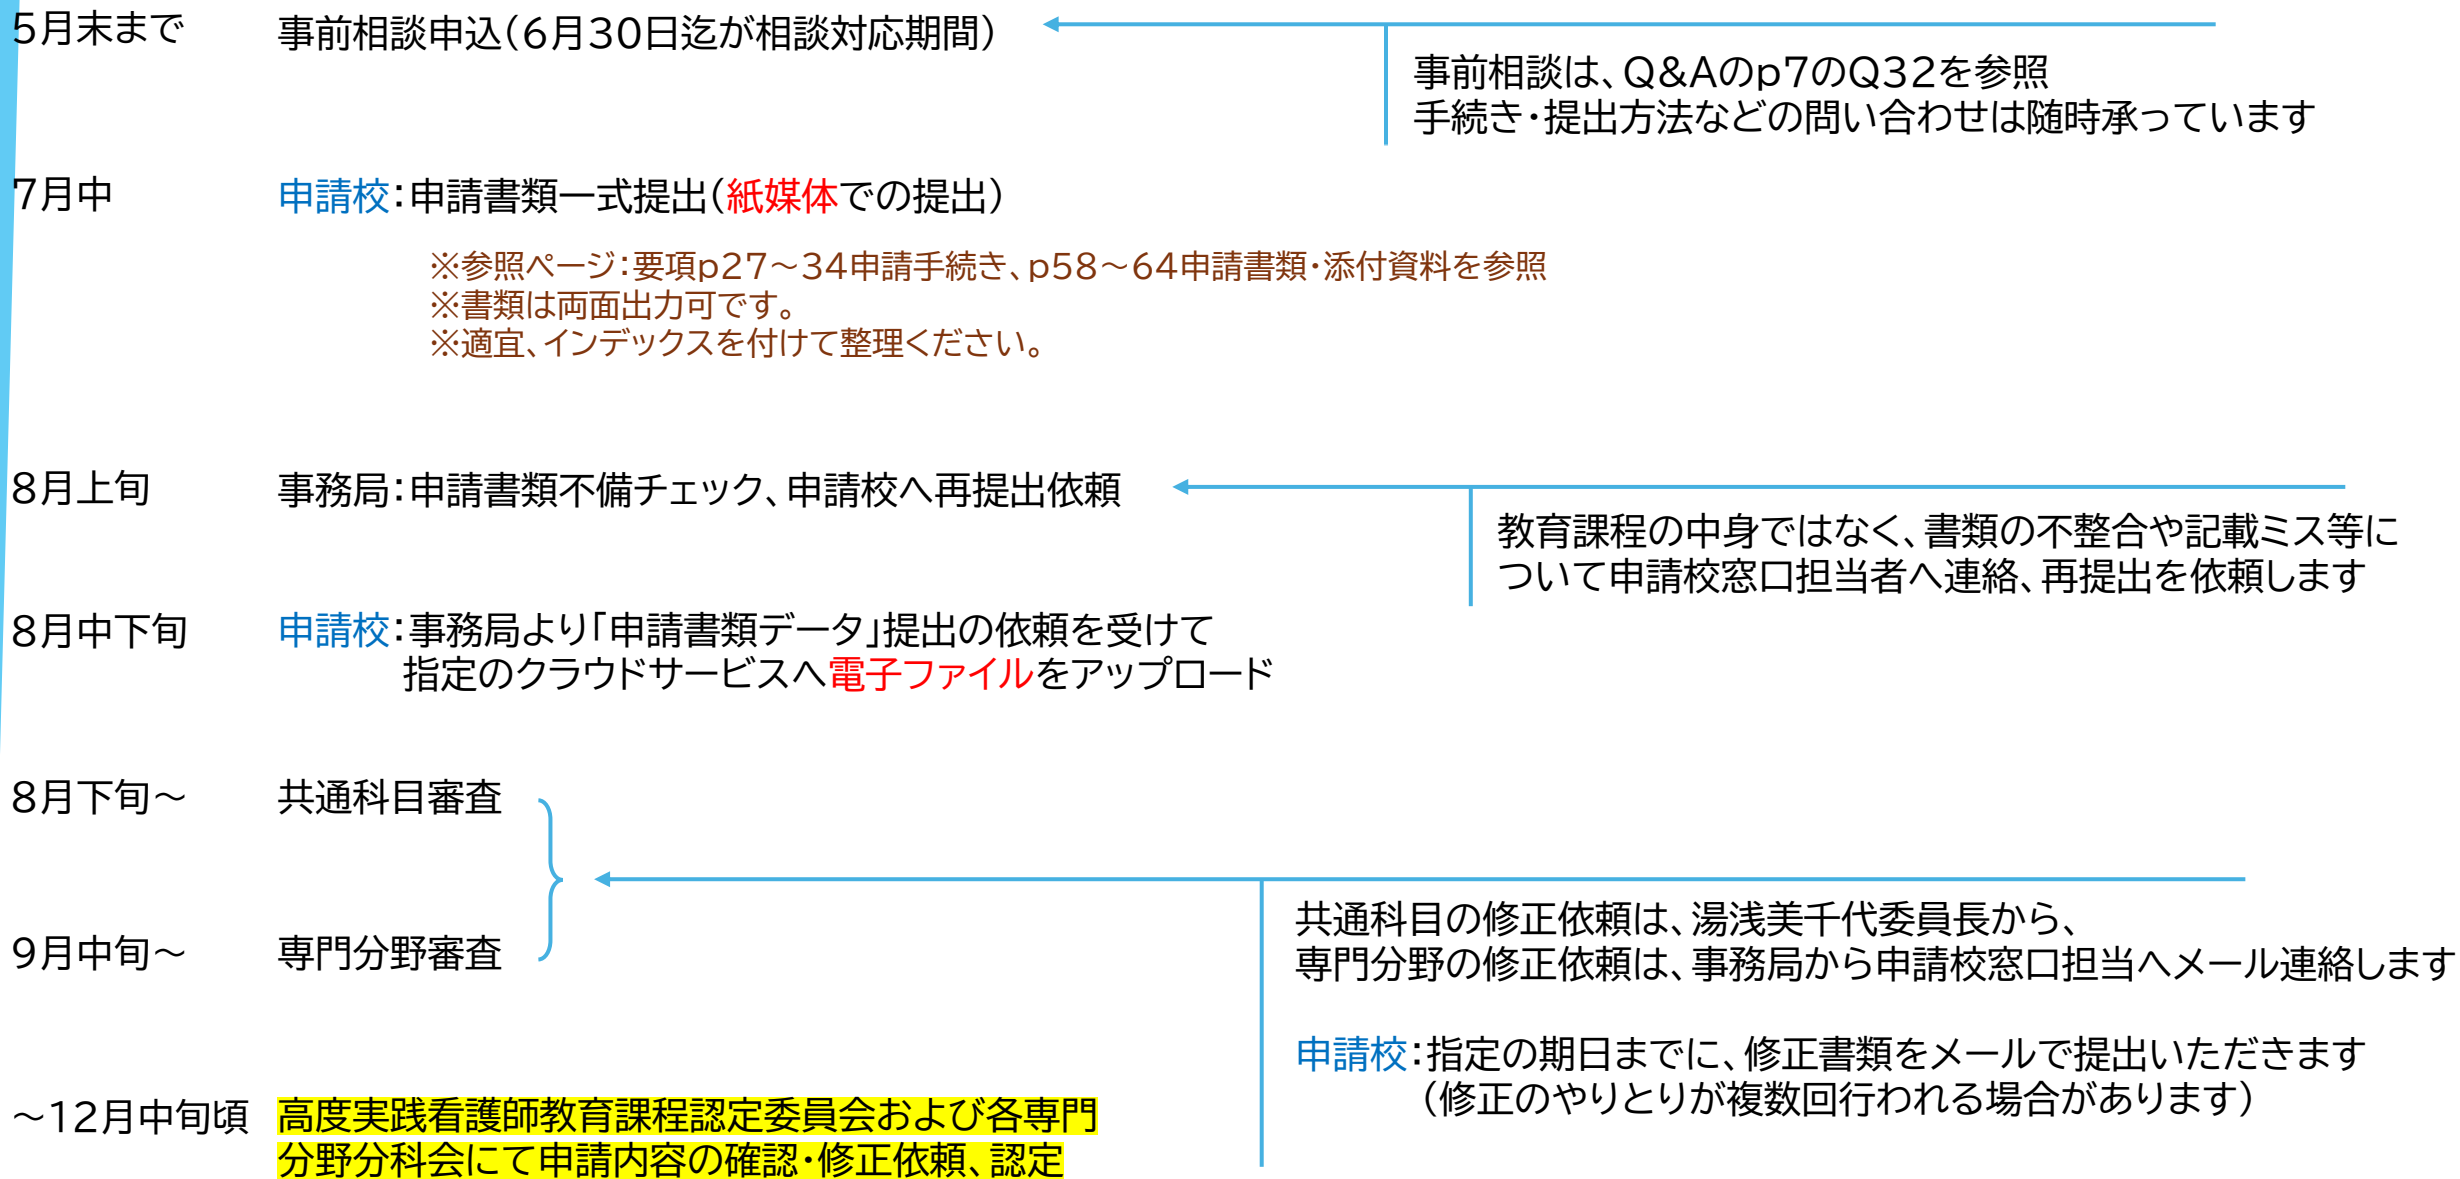 5月末まで
事前相談申込(6月30日迄が相談対応期間)
事前相談は、Q&Aのp7のQ32を参照
手続き・提出方法などの問い合わせは随時承っています
7月中
申請校:申請書類一式提出(紙媒体での提出)
※参照ページ:要項p27～34申請手続き、p58～64申請書類・添付資料を参照
※書類は両面出力可です。
※適宜、インデックスを付けて整理ください。
8月上旬
事務局:申請書類不備チェック、申請校へ再提出依頼
教育課程の中身ではなく、書類の不整合や記載ミス等に
ついて申請校窓口担当者へ連絡、再提出を依頼します
8月中下旬
申請校:事務局より「申請書類データ」提出の依頼を受けて
指定のクラウドサービスへ電子ファイルをアップロード
8月下旬～
共通科目審査
9月中旬～
専門分野審査
共通科目の修正依頼は、湯浅美千代委員長から、
専門分野の修正依頼は、事務局から申請校窓口担当へメール連絡します
申請校:指定の期日までに、修正書類をメールで提出いただきます
(修正のやりとりが複数回行われる場合があります)
～12月中旬頃
高度実践看護師教育課程認定委員会および各専門
分野分科会にて申請内容の確認・修正依頼、認定